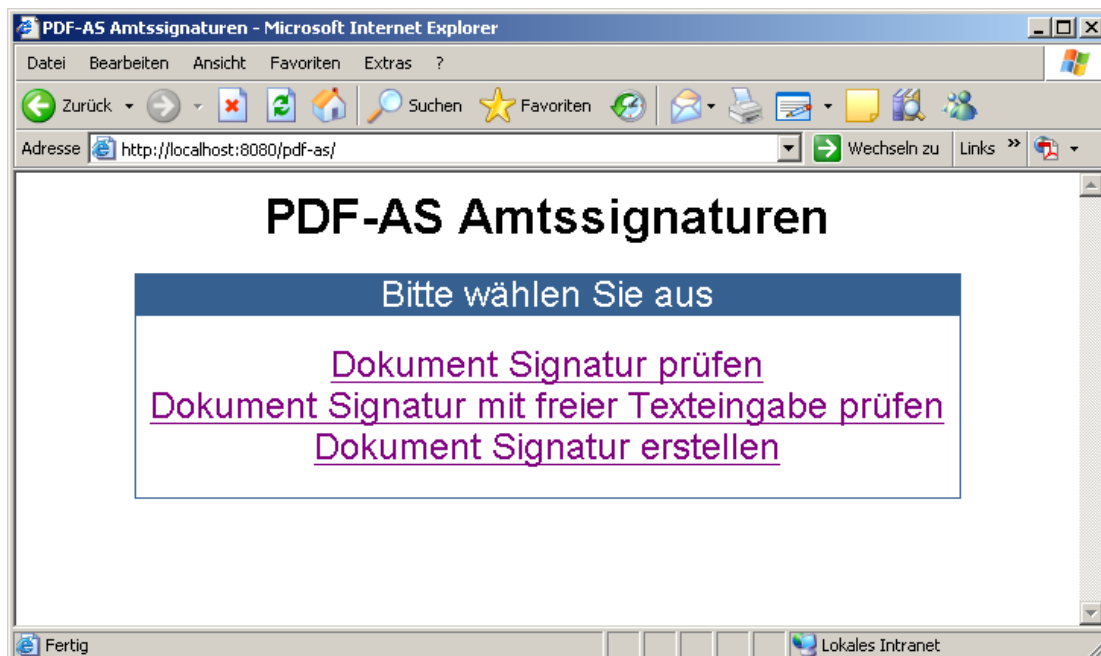 PDF-AS Amtssignaturen - Microsoft Internet Explorer
Datei Bearbeiten Ansicht Favoriten Extras ?
Zurück Suchen Favoriten
Adresse http://localhost:8080/pdf-as/ Wechseln zu Links »
PDF-AS Amtssignaturen
Bitte wählen Sie aus
Dokument Signatur prüfen
Dokument Signatur mit freier Texteingabe prüfen
Dokument Signatur erstellen
Fertig Lokales Intranet